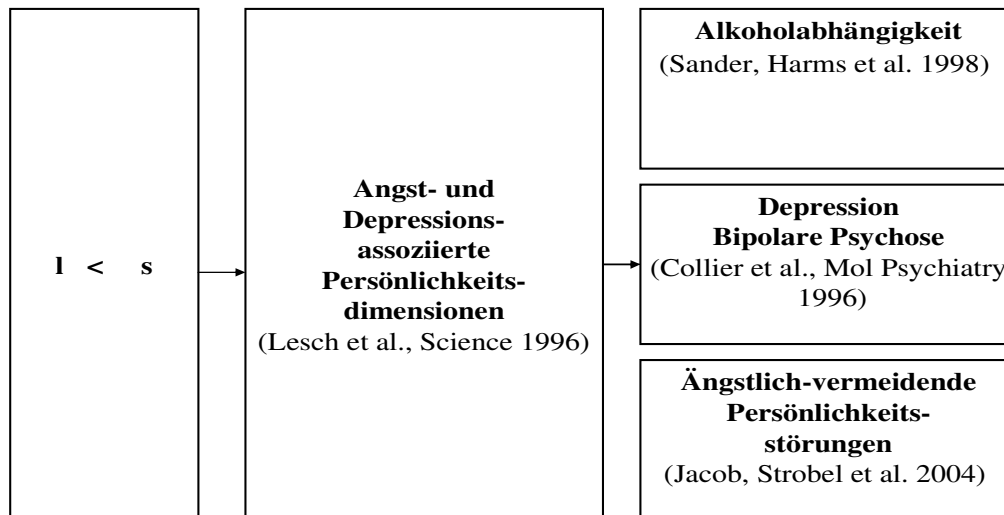 l < s
Angst- und
Depressions-
assoziierte
Persönlichkeits-
dimensionen
(Lesch et al., Science 1996)
Alkoholabhängigkeit
(Sander, Harms et al. 1998)
Depression
Bipolare Psychose
(Collier et al., Mol Psychiatry
1996)
Ängstlich-vermeidende
Persönlichkeits-
störungen
(Jacob, Strobel et al. 2004)